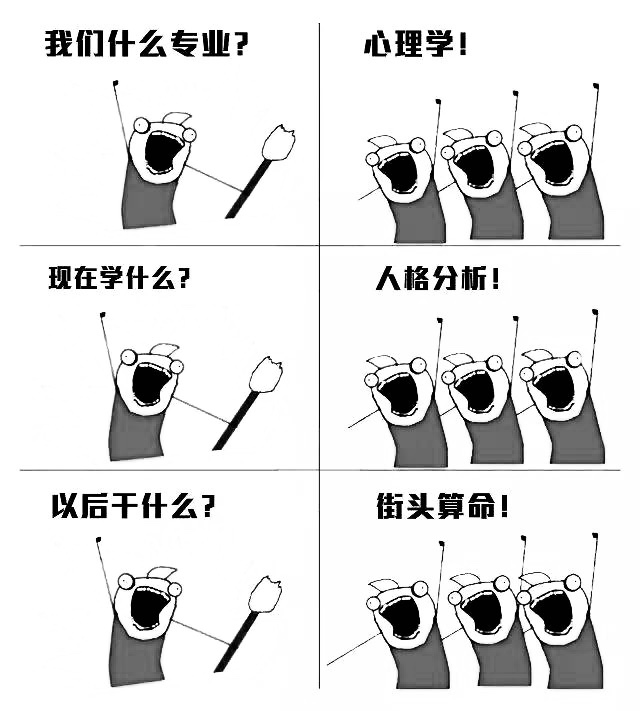 我们什么专业？
心理学！
现在学什么？
人格分析！
以后干什么？
街头算命！